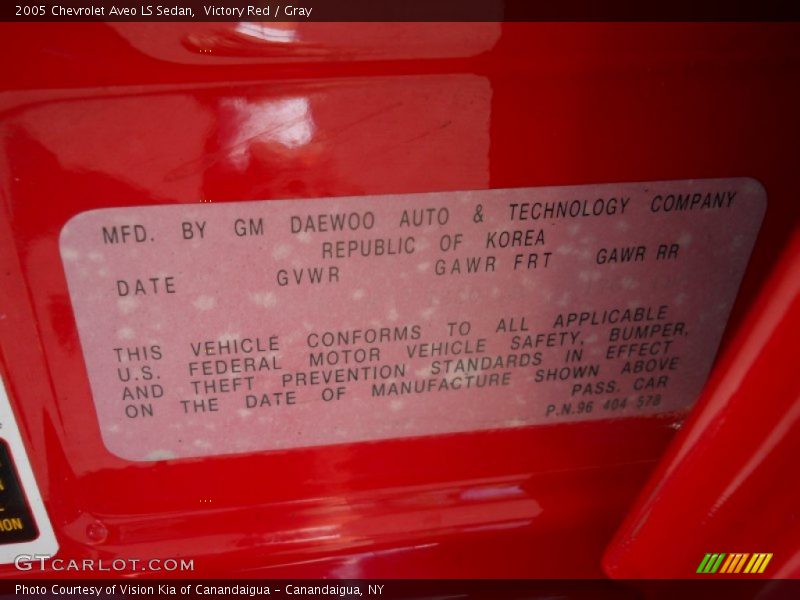 2005 Chevrolet Aveo LS Sedan, Victory Red / Gray
MFD. BY GM DAEWOO AUTO & TECHNOLOGY COMPANY
REPUBLIC OF KOREA
DATE GVWR GAWR FRT GAWR RR
THIS VEHICLE CONFORMS TO ALL APPLICABLE
U.S. FEDERAL MOTOR VEHICLE SAFETY, BUMPER,
AND THEFT PREVENTION STANDARDS IN EFFECT
ON THE DATE OF MANUFACTURE SHOWN ABOVE
PASS. CAR
P.N.96 404 578
GTCARLOT.COM
Photo Courtesy of Vision Kia of Canandaigua - Canandaigua, NY